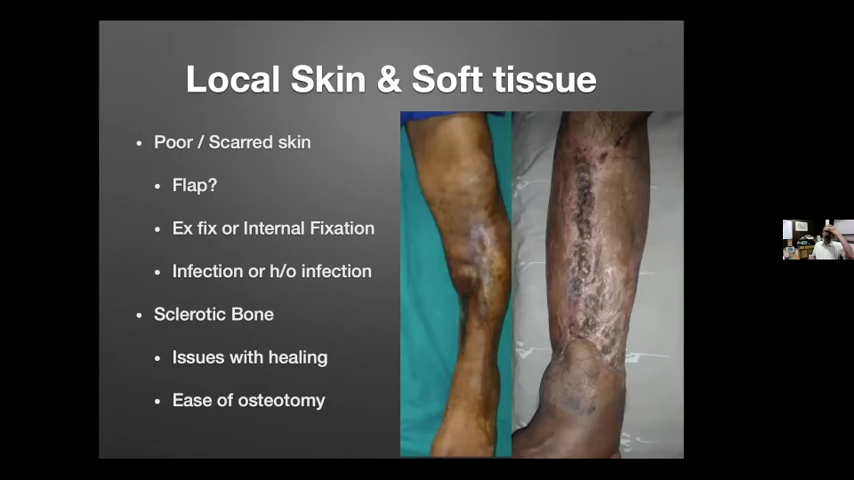 Local Skin & Soft tissue
• Poor / Scarred skin
• Flap?
• Ex fix or Internal Fixation
• Infection or h/o infection
• Sclerotic Bone
• Issues with healing
• Ease of osteotomy